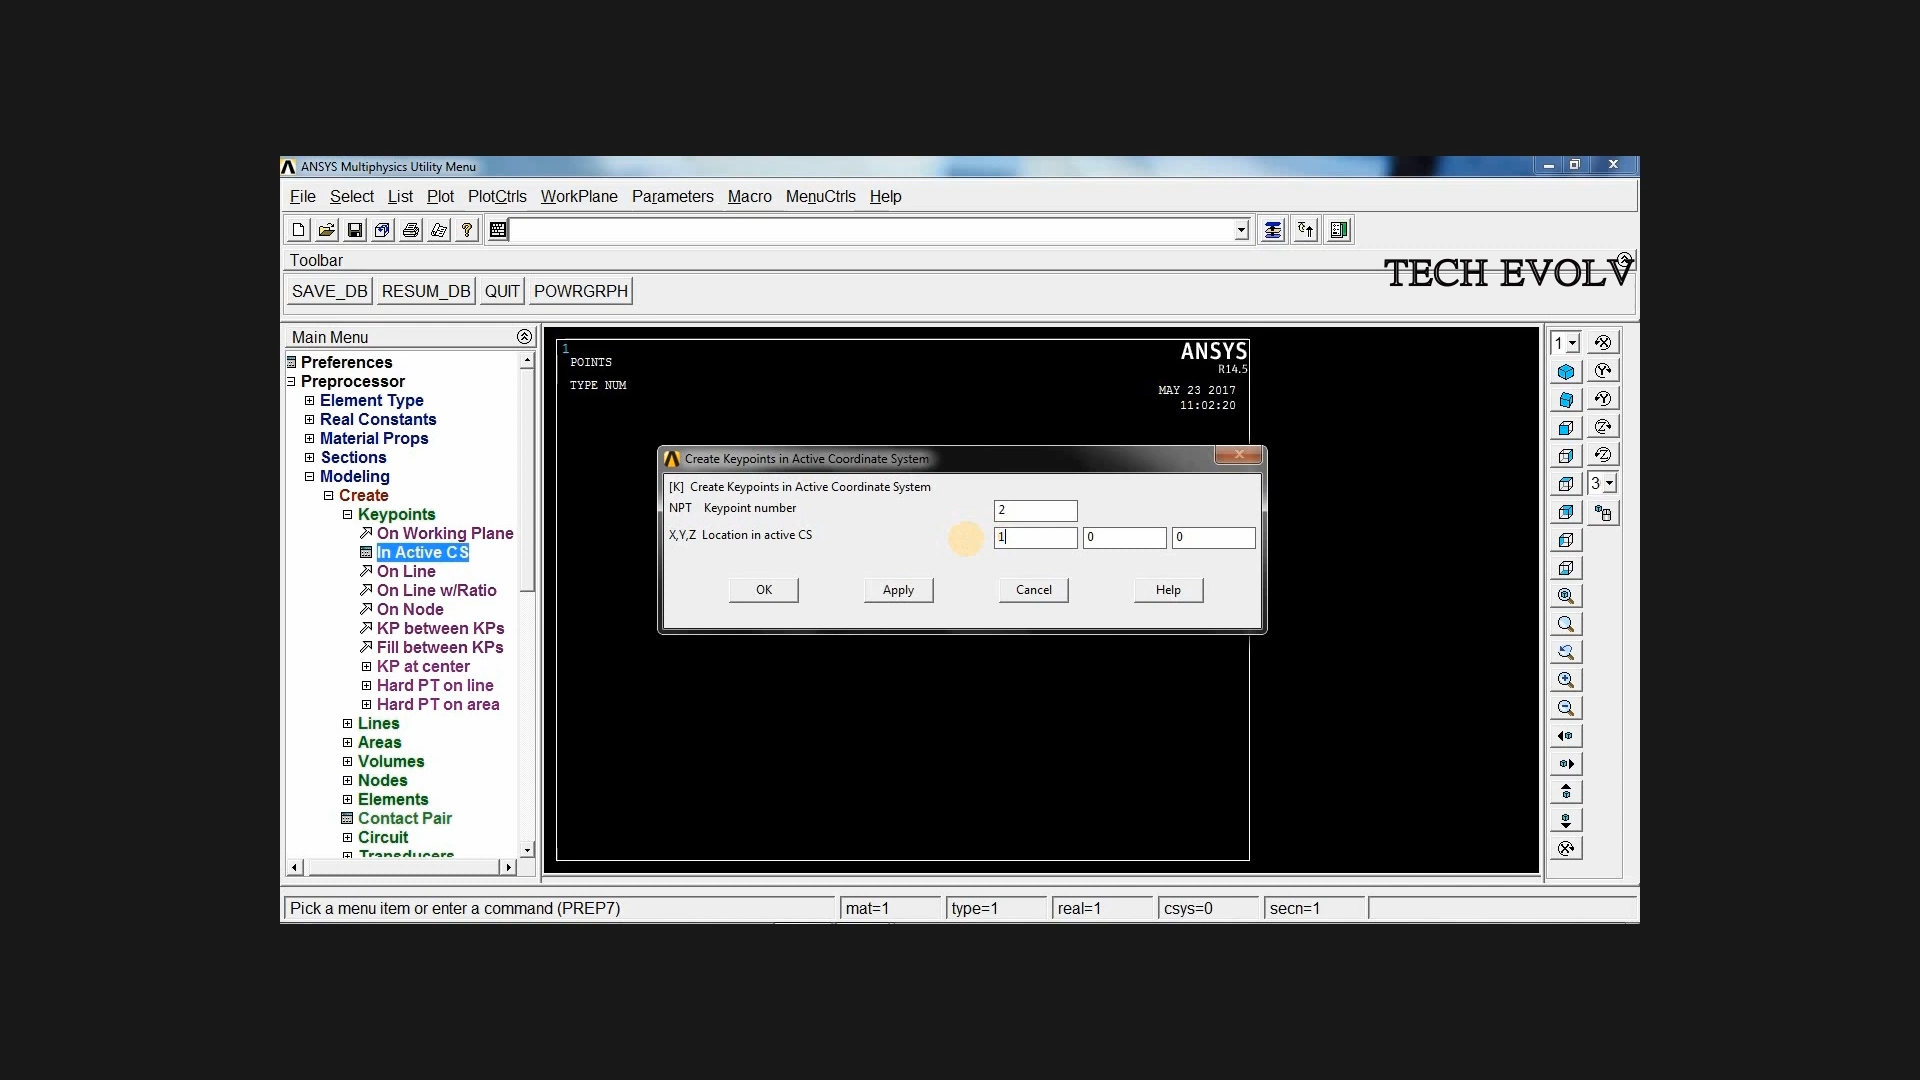 ANSYS Multiphysics Utility Menu
File Select List Plot PlotCtrls WorkPlane Parameters Macro MenuCtrls Help
Toolbar
TECH EVOLV
SAVE_DB RESUM_DB QUIT POWRGRPH
Main Menu
Preferences
Preprocessor
Element Type
Real Constants
Material Props
Sections
Modeling
Create
Keypoints
On Working Plane
In Active CS
On Line
On Line w/Ratio
On Node
KP between KPs
Fill between KPs
KP at center
Hard PT on line
Hard PT on area
Lines
Areas
Volumes
Nodes
Elements
Contact Pair
Circuit
Transducers
1
POINTS
TYPE NUM
ANSYS
R14.5
MAY 23 2017
11:02:20
Create Keypoints in Active Coordinate System
[K] Create Keypoints in Active Coordinate System
NPT Keypoint number 2
X,Y,Z Location in active CS 1 0 0
OK Apply Cancel Help
1
3
Pick a menu item or enter a command (PREP7) mat=1 type=1 real=1 csys=0 secn=1